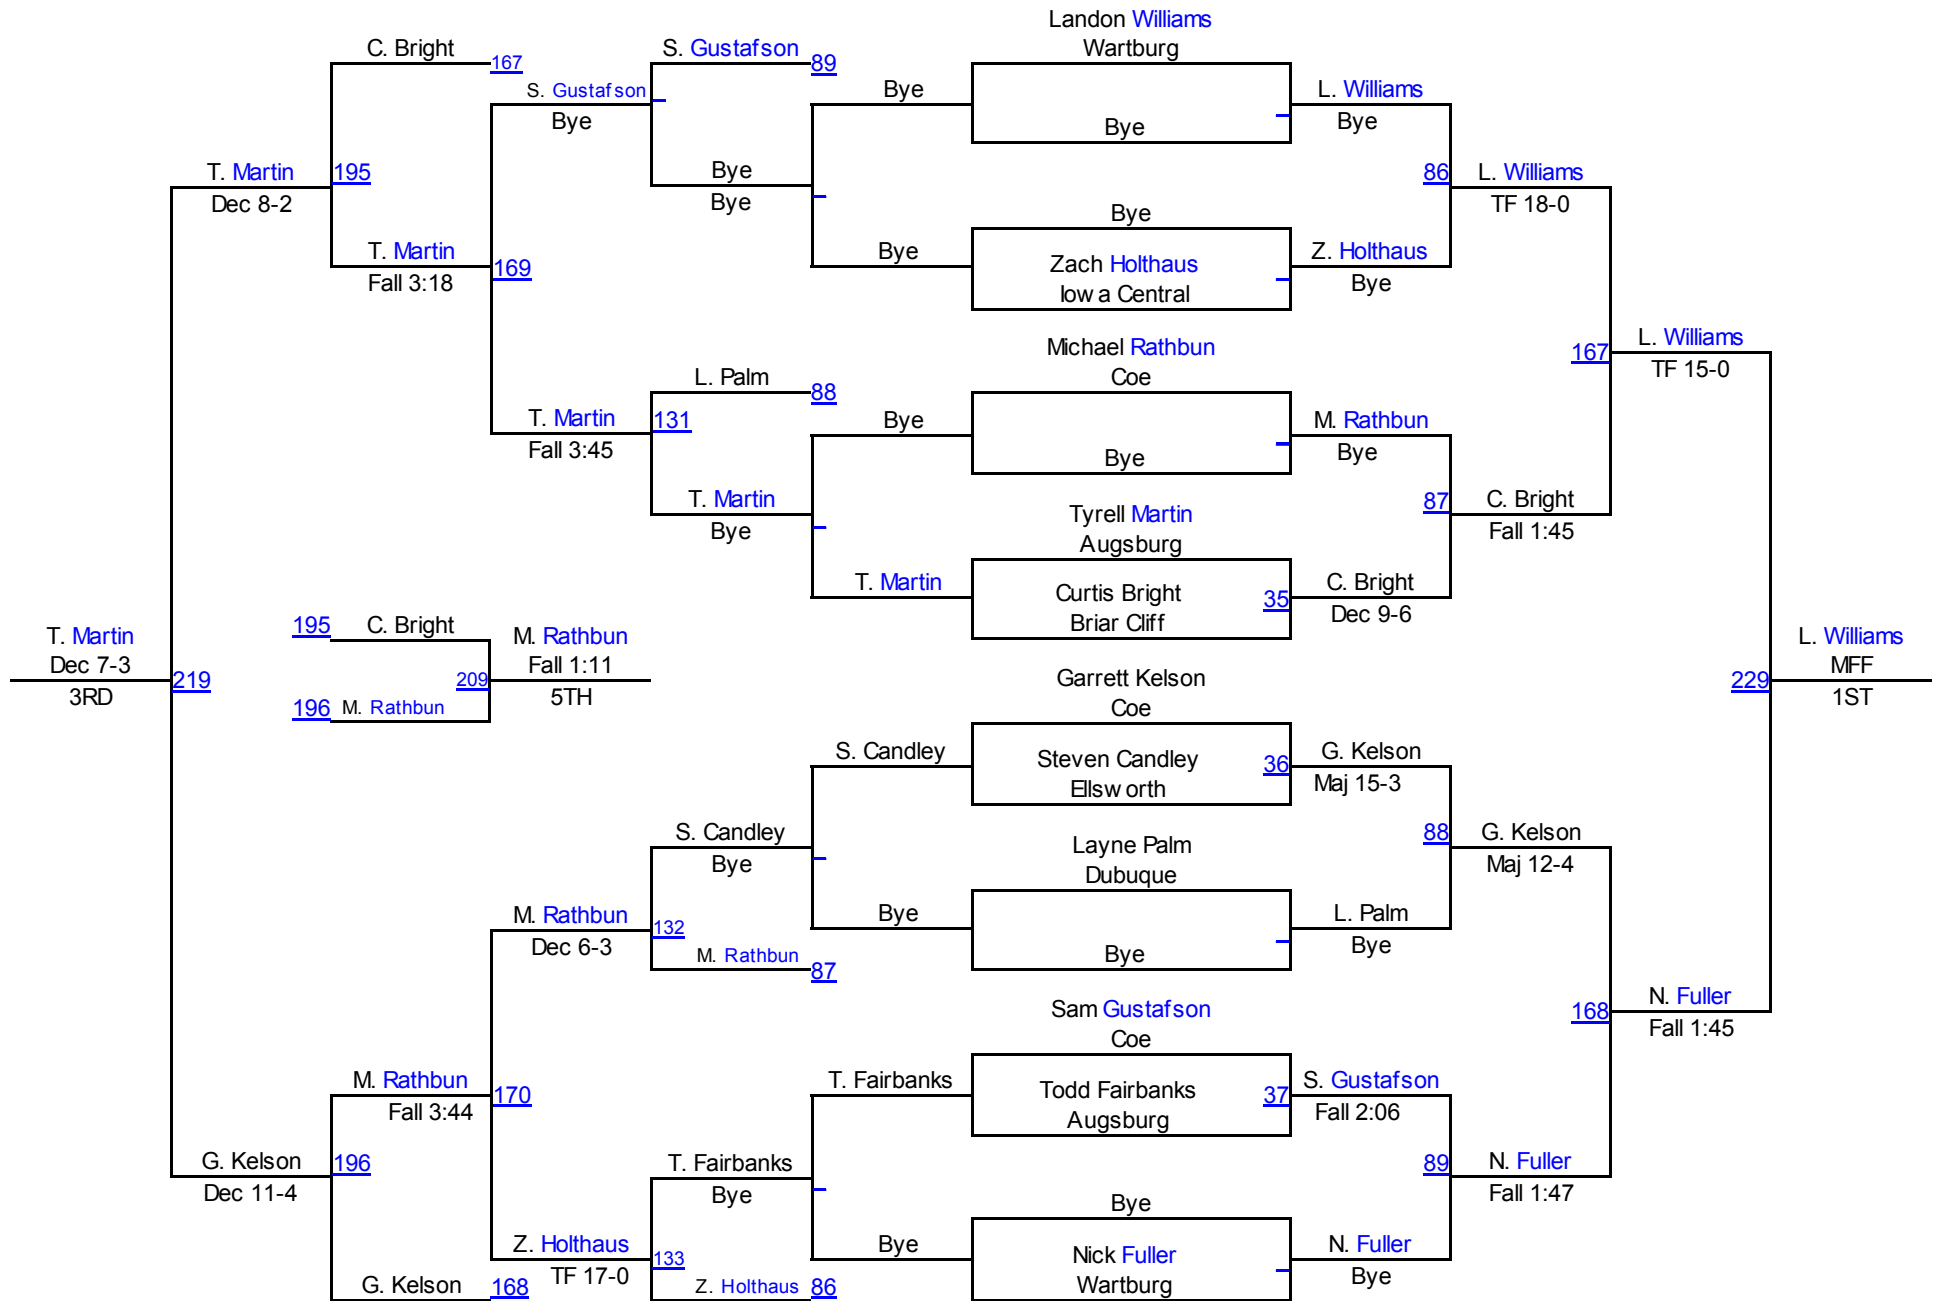 Landon Williams
C. Bright
S. Gustafson
Wartburg
167
89
S. Gustafson
Bye
L. Williams
Bye
Bye
Bye
T. Martin
195
Bye
86
L. Williams
Dec 8-2
Bye
TF 18-0
Bye
T. Martin
Bye
Z. Holthaus
169
Zach Holthaus
Fall 3:18
Iowa Central
Bye
Michael Rathbun
L. Williams
167
L. Palm
Coe
TF 15-0
88
T. Martin
131
Bye
M. Rathbun
Fall 3:45
Bye
Bye
T. Martin
87
C. Bright
Tyrell Martin
Bye
Fall 1:45
Augsburg
T. Martin
C. Bright
Curtis Bright
35
Dec 9-6
Briar Cliff
195
C. Bright
T. Martin
M. Rathbun
L. Williams
Dec 7-3
Fall 1:11
MFF
219
209
Garrett Kelson
229
3RD
5TH
1ST
196
M. Rathbun
Coe
S. Candley
G. Kelson
Steven Candley
36
Maj 15-3
Ellsworth
S. Candley
88
G. Kelson
Layne Palm
Bye
Maj 12-4
Dubuque
M. Rathbun
Bye
L. Palm
132
Dec 6-3
Bye
Bye
M. Rathbun
87
N. Fuller
Sam Gustafson
168
Fall 1:45
Coe
M. Rathbun
T. Fairbanks
S. Gustafson
170
Todd Fairbanks
37
Fall 3:44
Fall 2:06
Augsburg
G. Kelson
196
T. Fairbanks
89
N. Fuller
Dec 11-4
Bye
Fall 1:47
Bye
Z. Holthaus
Bye
N. Fuller
133
Nick Fuller
TF 17-0
Bye
G. Kelson
168
Z. Holthaus
86
Wartburg